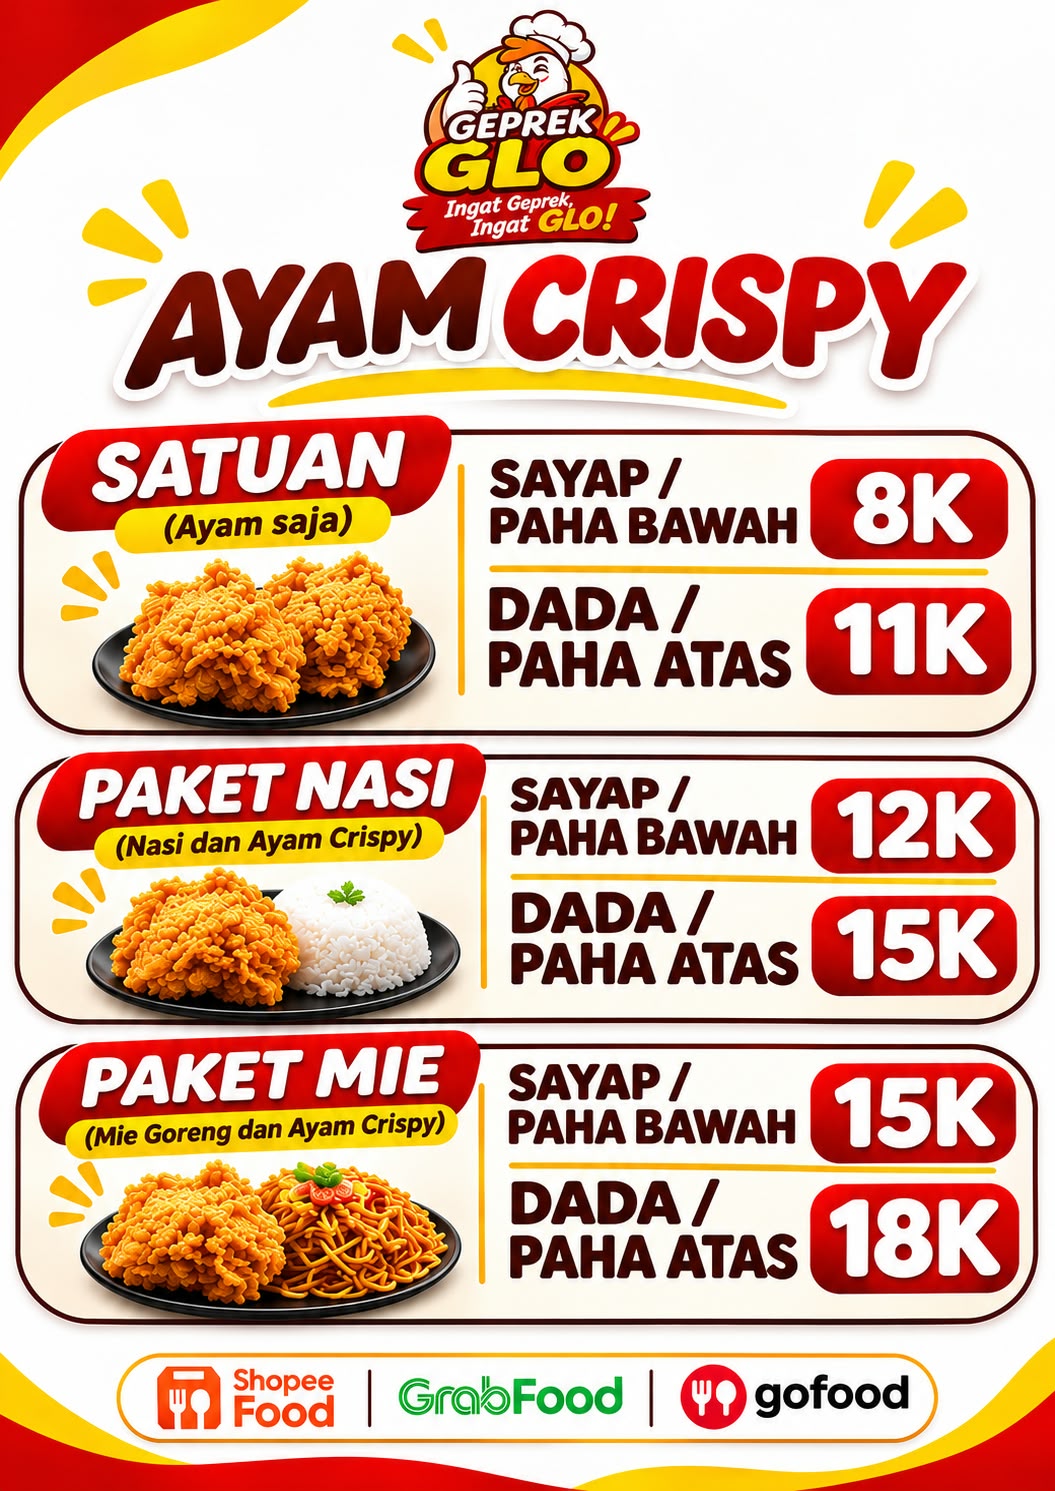 GEPREK
GLO
Ingat Geprek,
Ingat GLO!
AYAM CRISPY
SATUAN
(Ayam saja)
SAYAP /
PAHA BAWAH
8K
DADA /
PAHA ATAS
11K
PAKET NASI
(Nasi dan Ayam Crispy)
SAYAP /
PAHA BAWAH
12K
DADA /
PAHA ATAS
15K
PAKET MIE
(Mie Goreng dan Ayam Crispy)
SAYAP /
PAHA BAWAH
15K
DADA /
PAHA ATAS
18K
Shopee
Food
GrabFood
gofood